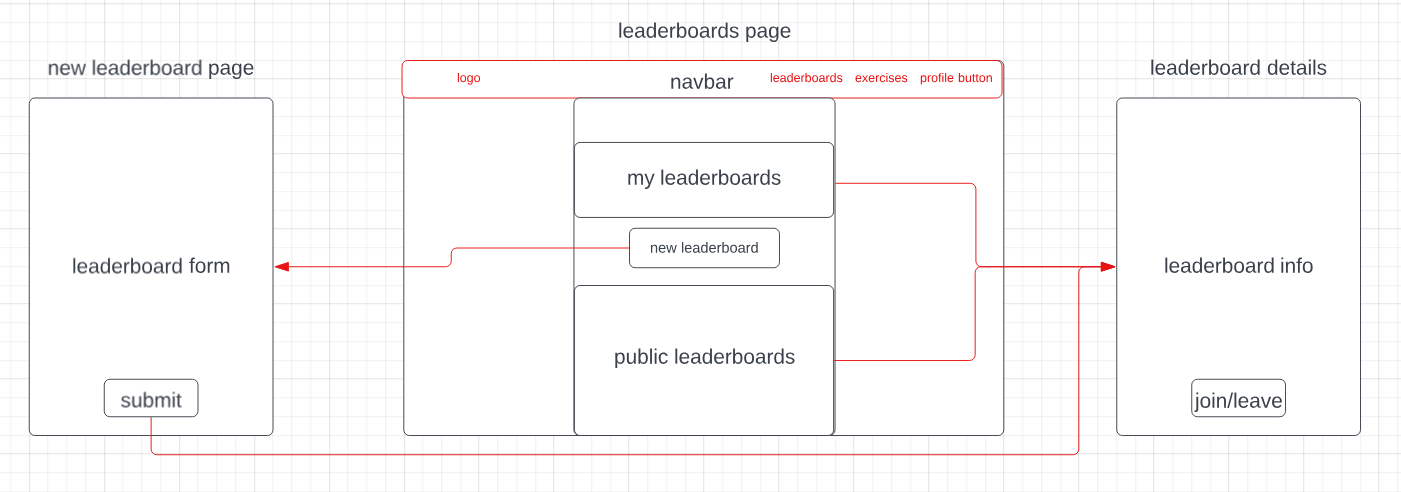 leaderboards page
new leaderboard page
leaderboard details
logo
navbar
leaderboards
exercises
profile button
my leaderboards
new leaderboard
leaderboard form
leaderboard info
public leaderboards
submit
join/leave